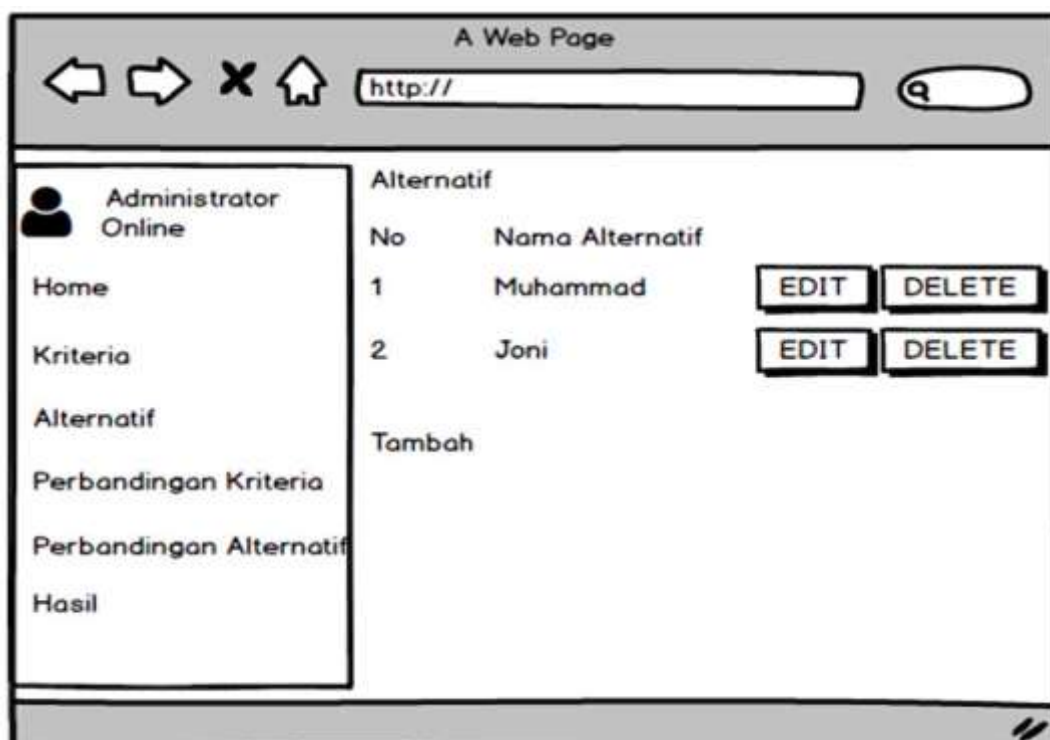 A Web Page
http://
Administrator
Online
Home
Kriteria
Alternatif
Perbandingan Kriteria
Perbandingan Alternatif
Hasil
Alternatif
No Nama Alternatif
1 Muhammad EDIT DELETE
2 Joni EDIT DELETE
Tambah